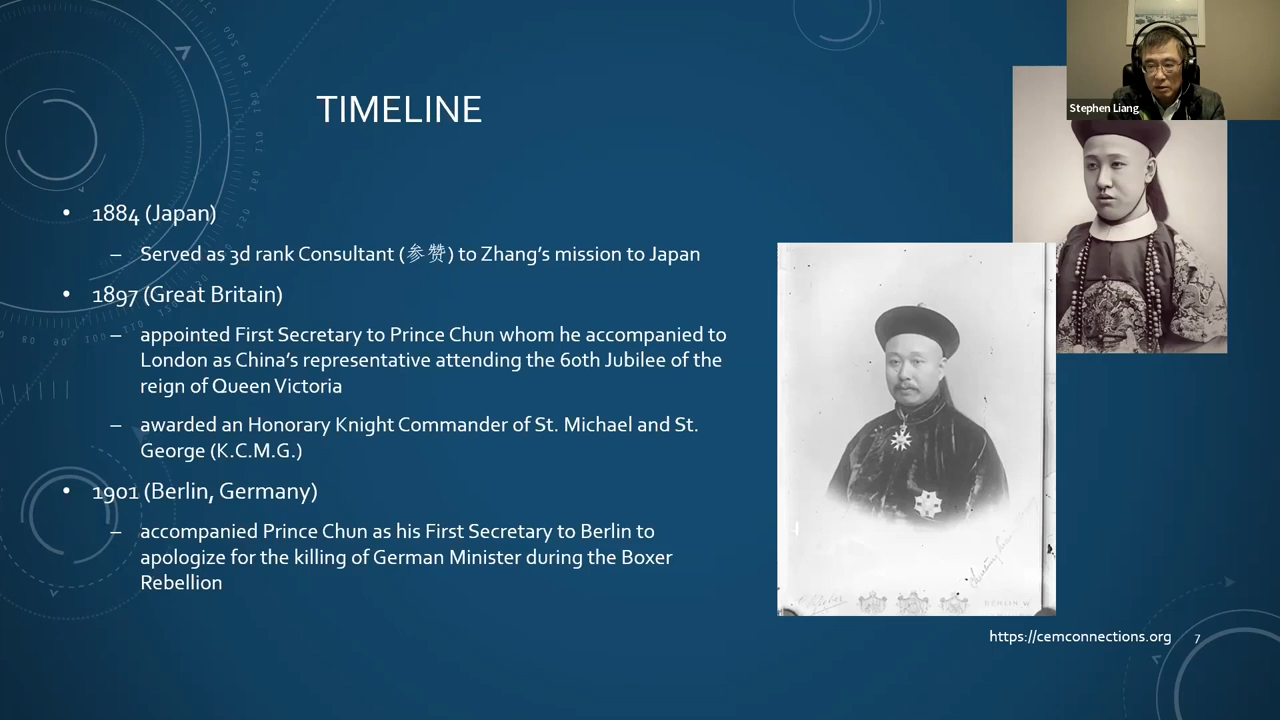 Stephen Liang
TIMELINE
• 1884 (Japan)
– Served as 3d rank Consultant (参赞) to Zhang’s mission to Japan
• 1897 (Great Britain)
– appointed First Secretary to Prince Chun whom he accompanied to
London as China’s representative attending the 60th Jubilee of the
reign of Queen Victoria
– awarded an Honorary Knight Commander of St. Michael and St.
George (K.C.M.G.)
• 1901 (Berlin, Germany)
– accompanied Prince Chun as his First Secretary to Berlin to
apologize for the killing of German Minister during the Boxer
Rebellion
BERLIN W
https://cemconnections.org
7